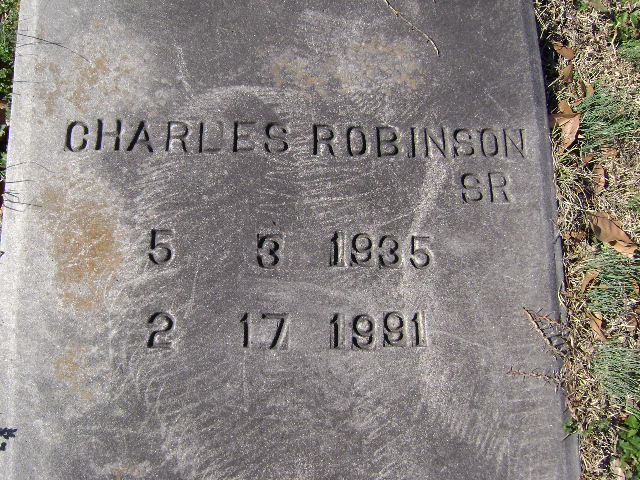 CHARLES ROBINSON
SR
5 3 1935
2 17 1991